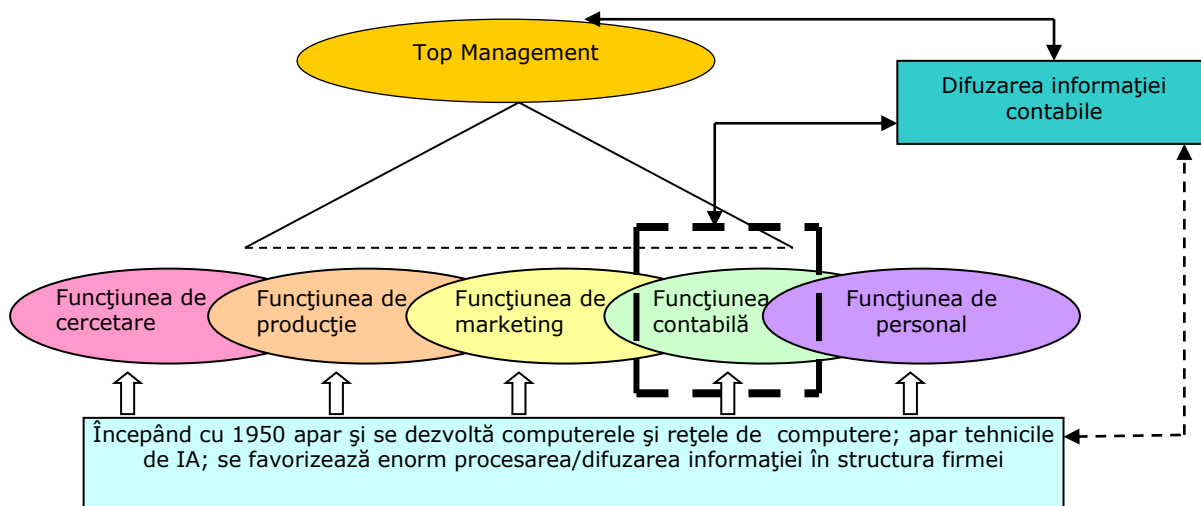 Top Management
Difuzarea informaţiei
contabile
Funcţiunea de
cercetare
Funcţiunea de
producţie
Funcţiunea de
marketing
Funcţiunea
contabilă
Funcţiunea de
personal
Începând cu 1950 apar şi se dezvoltă computerele şi reţele de computere; apar tehnicile
de IA; se favorizează enorm procesarea/difuzarea informaţiei în structura firmei